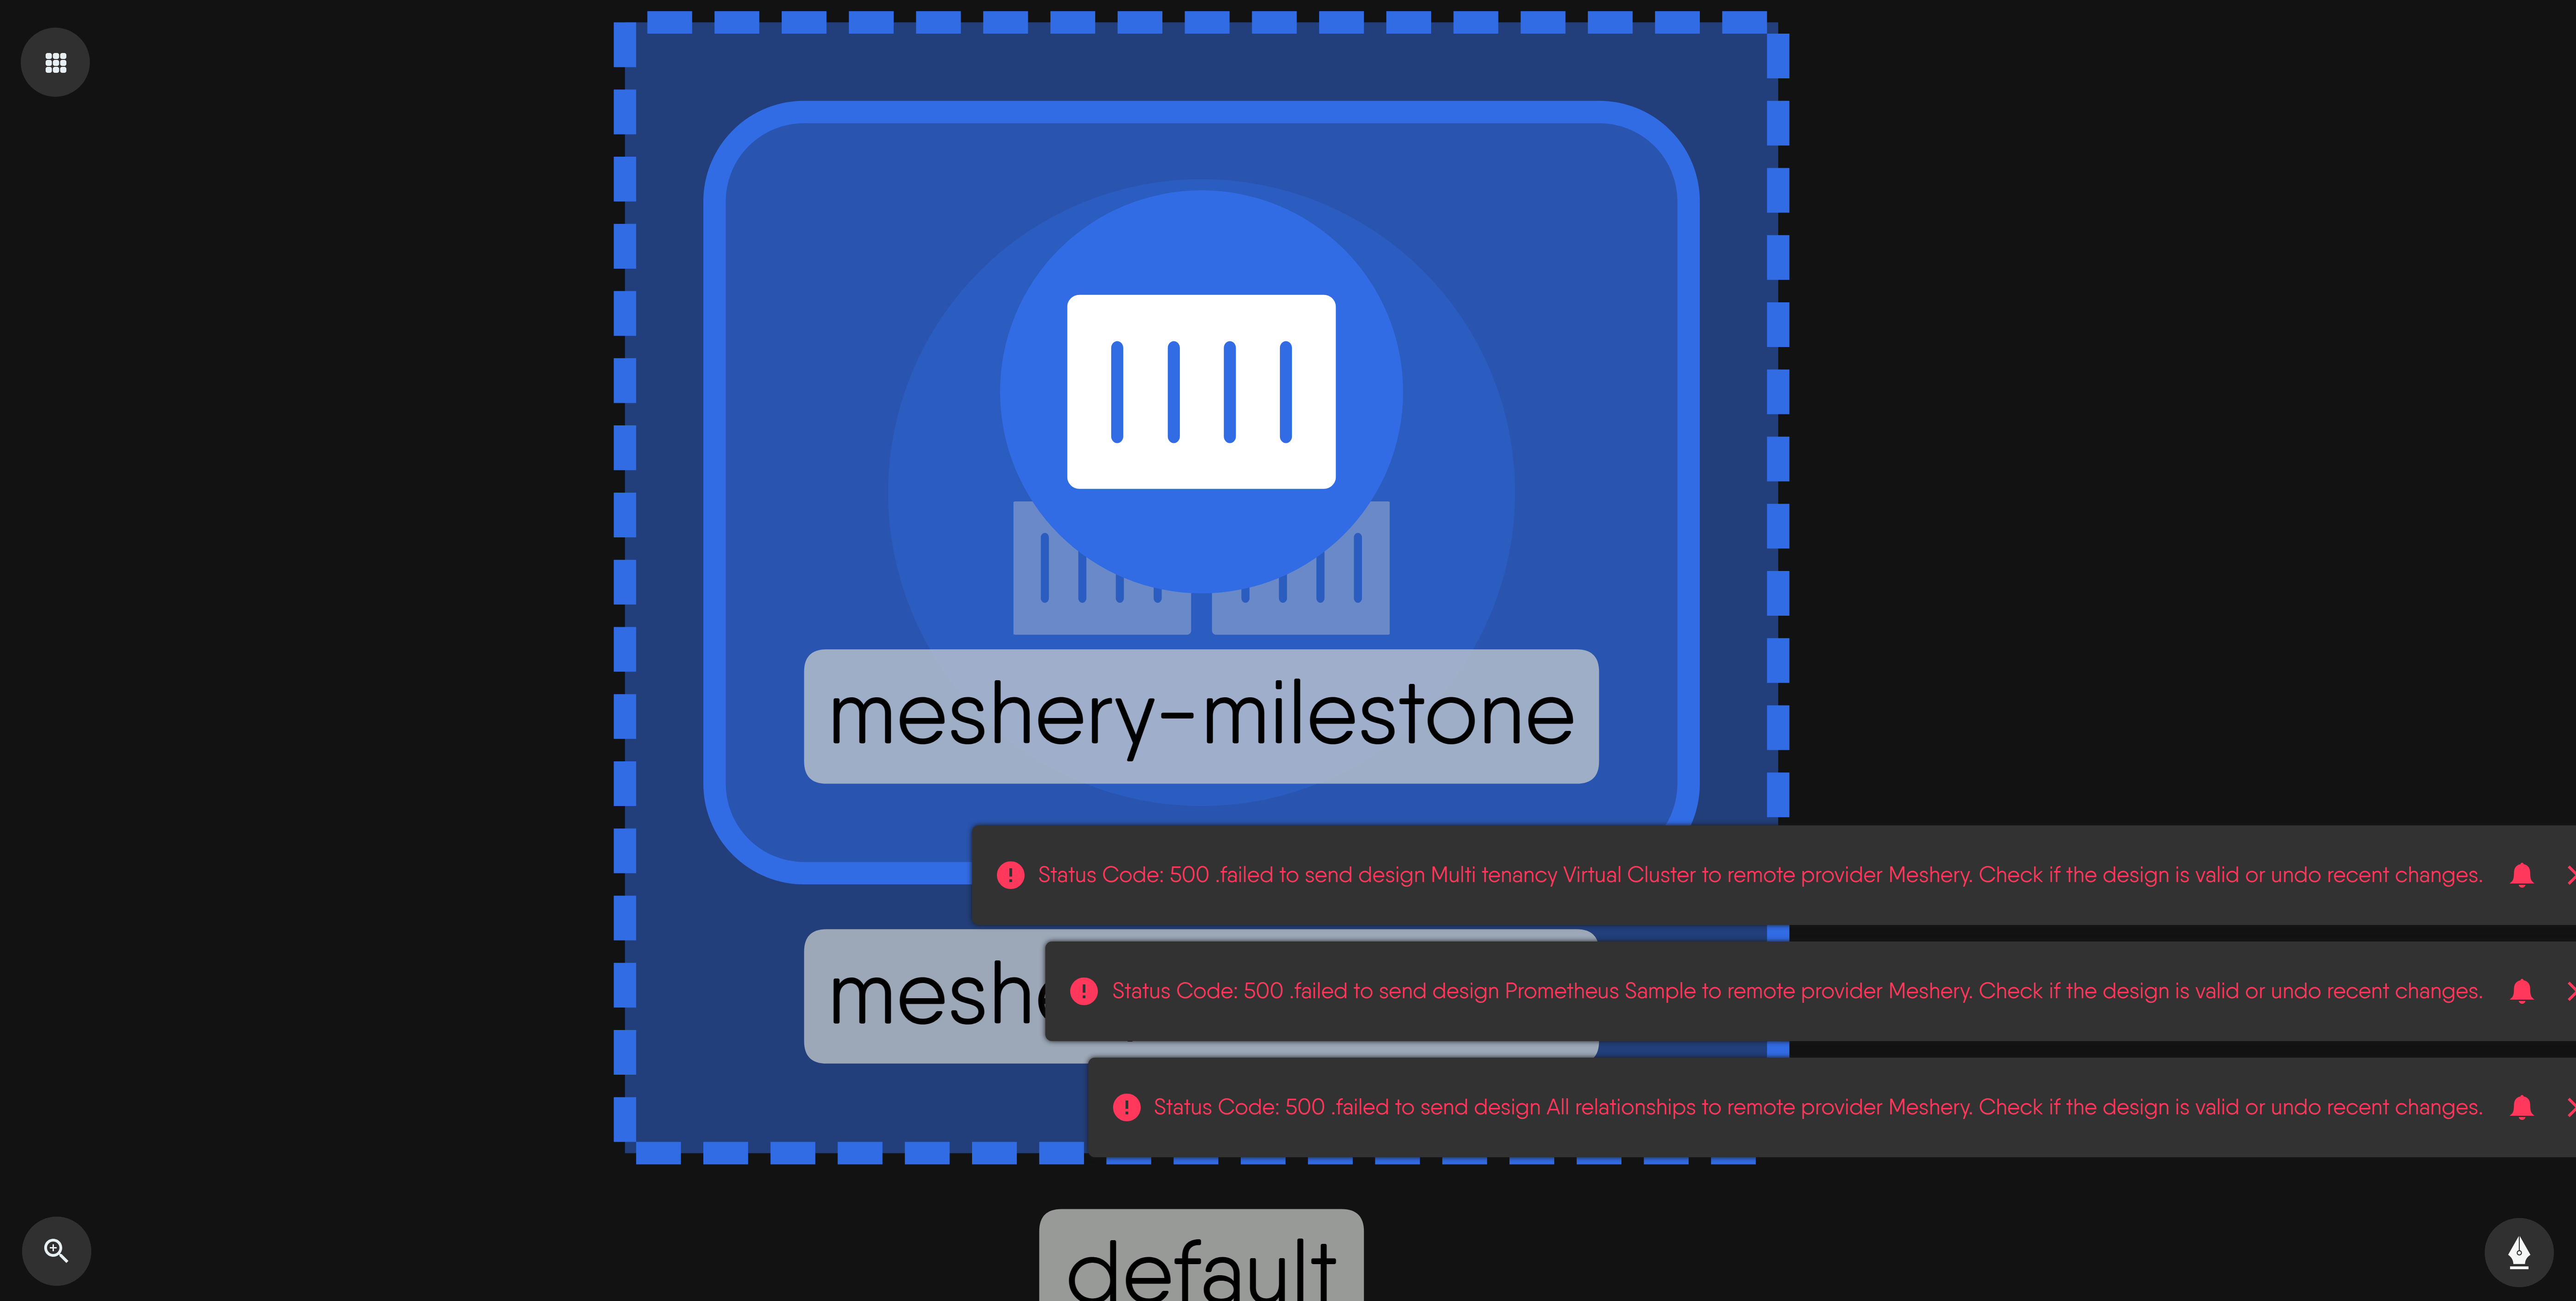 meshery-milestone
Status Code: 500 .failed to send design Multi tenancy Virtual Cluster to remote provider Meshery. Check if the design is valid or undo recent changes.
Status Code: 500 .failed to send design Prometheus Sample to remote provider Meshery. Check if the design is valid or undo recent changes.
Status Code: 500 .failed to send design All relationships to remote provider Meshery. Check if the design is valid or undo recent changes.
default